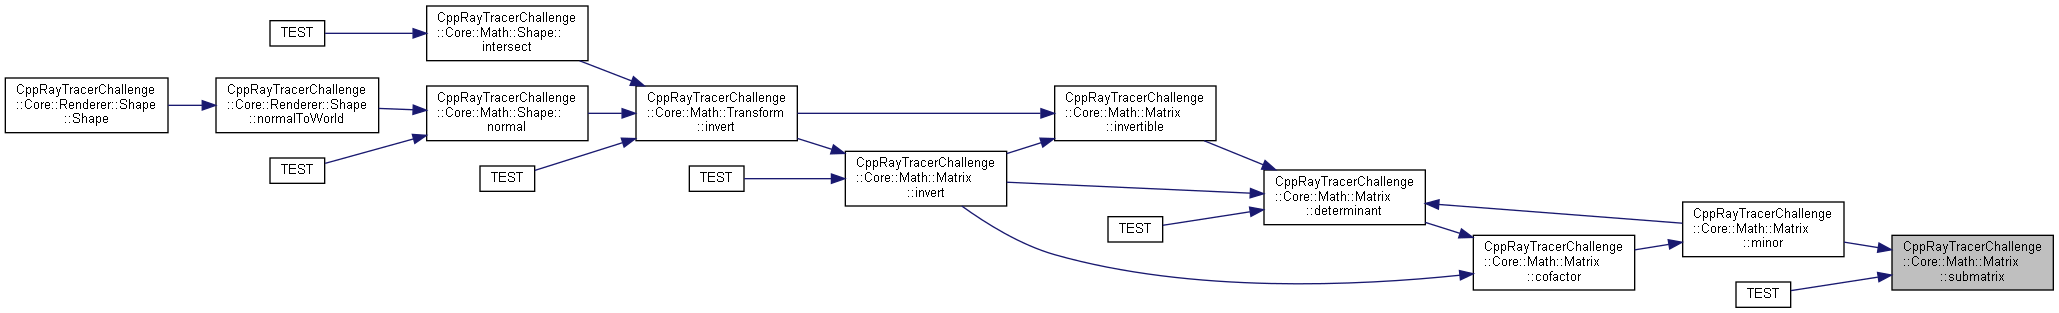 TEST
CppRayTracerChallenge
::Core::Math::Shape::
intersect
CppRayTracerChallenge
::Core::Renderer::Shape
::Shape
CppRayTracerChallenge
::Core::Renderer::Shape
::normalToWorld
CppRayTracerChallenge
::Core::Math::Shape::
normal
TEST
CppRayTracerChallenge
::Core::Math::Transform
::invert
TEST
CppRayTracerChallenge
::Core::Math::Matrix
::invertible
CppRayTracerChallenge
::Core::Math::Matrix
::invert
TEST
CppRayTracerChallenge
::Core::Math::Matrix
::determinant
TEST
CppRayTracerChallenge
::Core::Math::Matrix
::cofactor
CppRayTracerChallenge
::Core::Math::Matrix
::minor
CppRayTracerChallenge
::Core::Math::Matrix
::submatrix
TEST